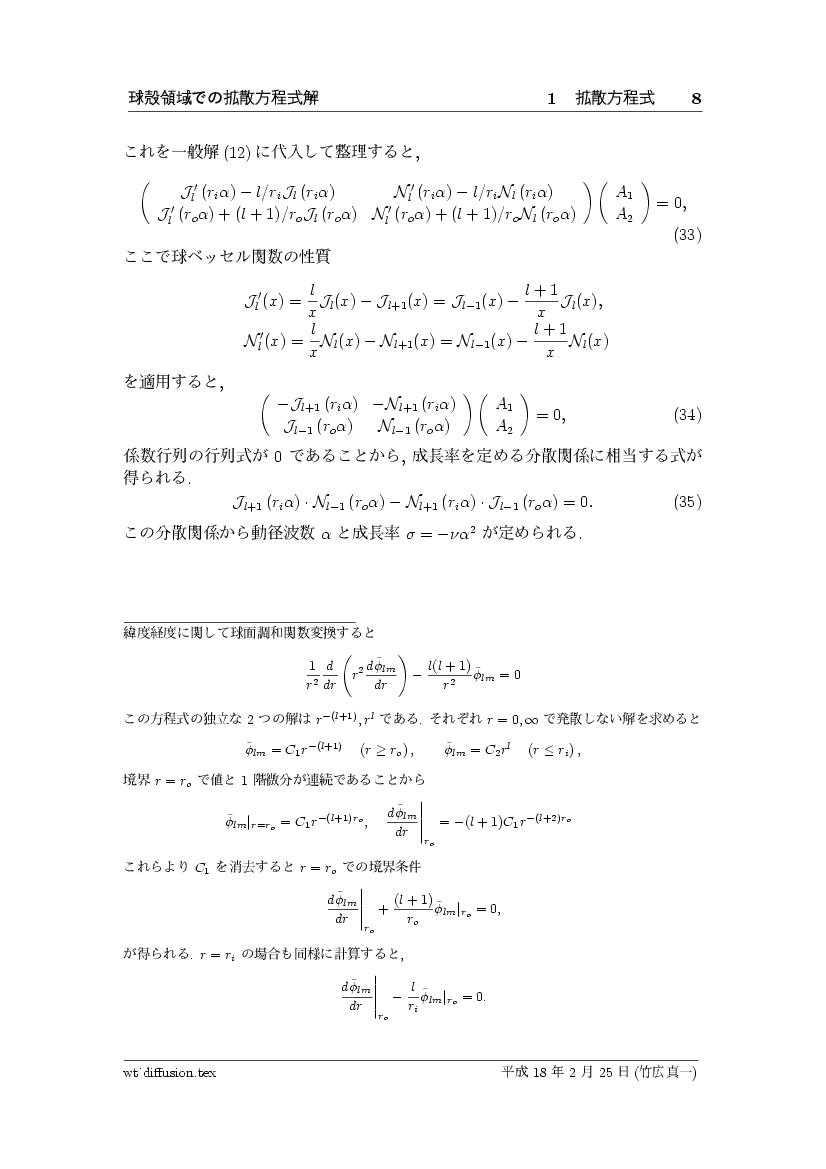 球殻領域での拡散方程式解 1 拡散方程式 8
これを一般解 (12) に代入して整理すると,
\begin{pmatrix} \mathcal{J}_l'(r_i\alpha) - l/r_i \mathcal{J}_l(r_i\alpha) & \mathcal{N}_l'(r_i\alpha) - l/r_i \mathcal{N}_l(r_i\alpha) \\ \mathcal{J}_l'(r_o\alpha) + (l+1)/r_o \mathcal{J}_l(r_o\alpha) & \mathcal{N}_l'(r_o\alpha) + (l+1)/r_o \mathcal{N}_l(r_o\alpha) \end{pmatrix} \begin{pmatrix} A_1 \\ A_2 \end{pmatrix} = 0,
(33)
ここで球ベッセル関数の性質
\mathcal{J}_l'(x) = \frac{l}{x}\mathcal{J}_l(x) - \mathcal{J}_{l+1}(x) = \mathcal{J}_{l-1}(x) - \frac{l+1}{x}\mathcal{J}_l(x),
\mathcal{N}_l'(x) = \frac{l}{x}\mathcal{N}_l(x) - \mathcal{N}_{l+1}(x) = \mathcal{N}_{l-1}(x) - \frac{l+1}{x}\mathcal{N}_l(x)
を適用すると,
\begin{pmatrix} -\mathcal{J}_{l+1}(r_i\alpha) & -\mathcal{N}_{l+1}(r_i\alpha) \\ \mathcal{J}_{l-1}(r_o\alpha) & \mathcal{N}_{l-1}(r_o\alpha) \end{pmatrix} \begin{pmatrix} A_1 \\ A_2 \end{pmatrix} = 0, (34)
係数行列の行列式が 0 であることから, 成長率を定める分散関係に相当する式が
得られる.
\mathcal{J}_{l+1}(r_i\alpha) \cdot \mathcal{N}_{l-1}(r_o\alpha) - \mathcal{N}_{l+1}(r_i\alpha) \cdot \mathcal{J}_{l-1}(r_o\alpha) = 0. (35)
この分散関係から動径波数 α と成長率 σ = −να² が定められる.
緯度経度に関して球面調和関数変換すると
\frac{1}{r^2}\frac{d}{dr}\left(r^2\frac{d\tilde{\phi}_{lm}}{dr}\right) - \frac{l(l+1)}{r^2}\tilde{\phi}_{lm} = 0
この方程式の独立な 2 つの解は r^{-(l+1)}, r^l である. それぞれ r = 0, ∞ で発散しない解を求めると
\tilde{\phi}_{lm} = C_1 r^{-(l+1)} (r ≥ r_o), \tilde{\phi}_{lm} = C_2 r^l (r ≤ r_i),
境界 r = r_o で値と 1 階微分が連続であることから
\tilde{\phi}_{lm}|_{r=r_o} = C_1 r^{-(l+1)r_o}, \left.\frac{d\tilde{\phi}_{lm}}{dr}\right|_{r_o} = -(l+1)C_1 r^{-(l+2)r_o}
これらより C_1 を消去すると r = r_o での境界条件
\left.\frac{d\tilde{\phi}_{lm}}{dr}\right|_{r_o} + \frac{(l+1)}{r_o}\tilde{\phi}_{lm}|_{r_o} = 0,
が得られる. r = r_i の場合も同様に計算すると,
\left.\frac{d\tilde{\phi}_{lm}}{dr}\right|_{r_o} - \frac{l}{r_i}\tilde{\phi}_{lm}|_{r_o} = 0.
wt˙diffusion.tex 平成 18 年 2 月 25 日 (竹広真一)